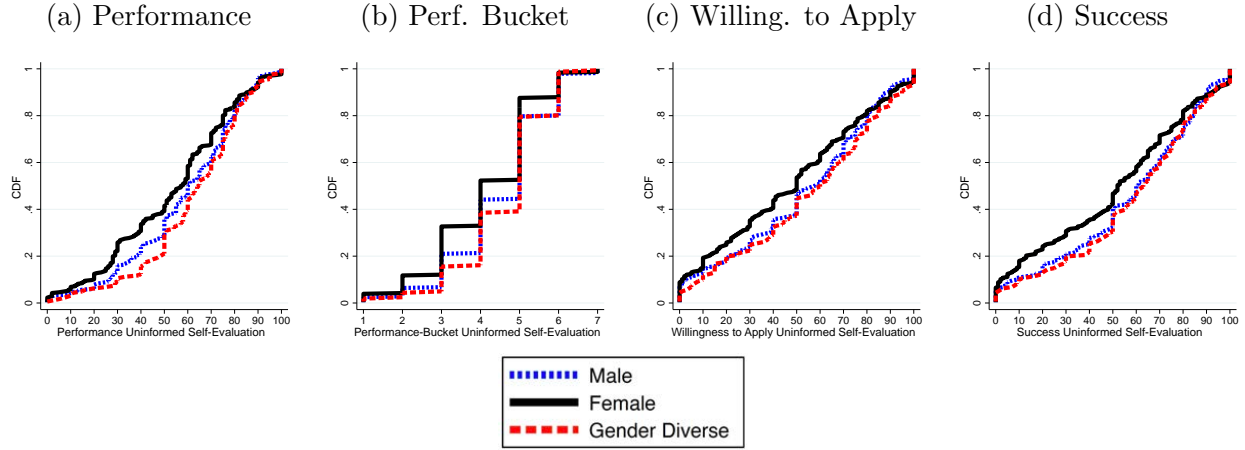 (a) Performance
(b) Perf. Bucket
(c) Willing. to Apply
(d) Success
CDF
0 .2 .4 .6 .8 1
0 10 20 30 40 50 60 70 80 90 100
Performance Uninformed Self-Evaluation
CDF
0 .2 .4 .6 .8 1
1 2 3 4 5 6 7
Performance-Bucket Uninformed Self-Evaluation
CDF
0 .2 .4 .6 .8 1
0 10 20 30 40 50 60 70 80 90 100
Willingness to Apply Uninformed Self-Evaluation
CDF
0 .2 .4 .6 .8 1
0 10 20 30 40 50 60 70 80 90 100
Success Uninformed Self-Evaluation
Male
Female
Gender Diverse